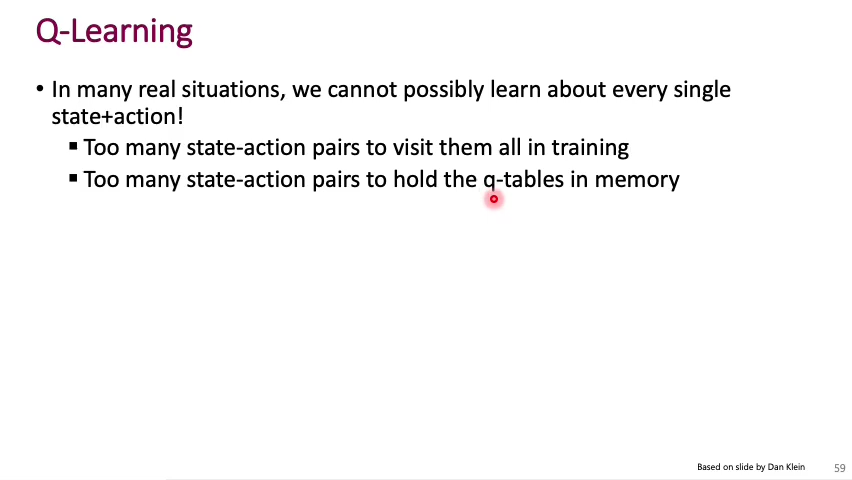 Q-Learning
• In many real situations, we cannot possibly learn about every single
state+action!
▪ Too many state-action pairs to visit them all in training
▪ Too many state-action pairs to hold the q-tables in memory
Based on slide by Dan Klein
59